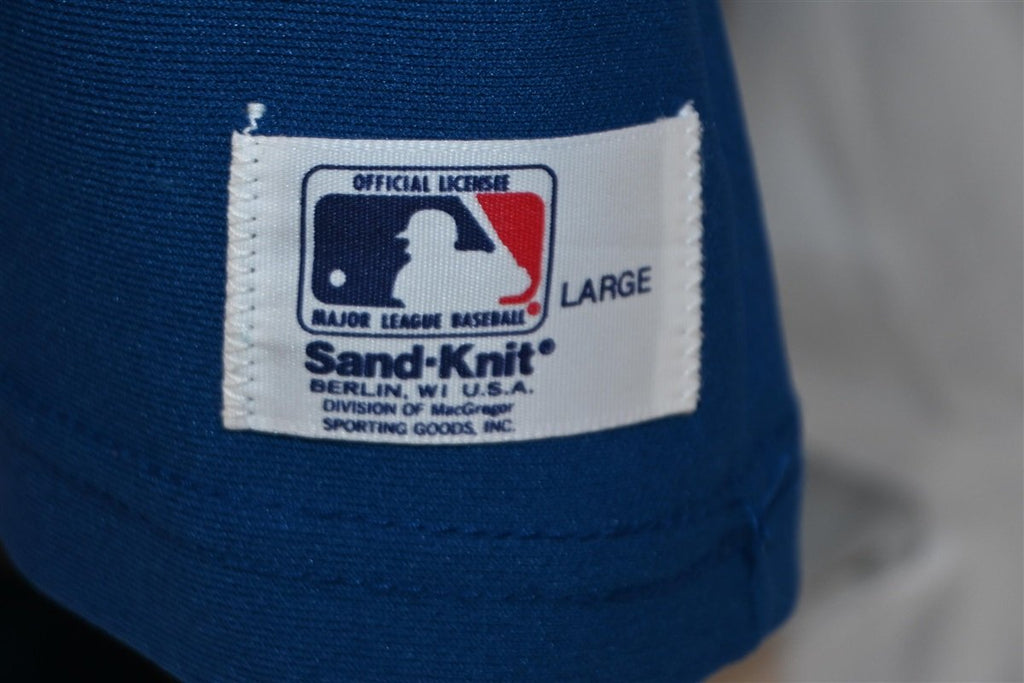 OFFICIAL LICENSEE
MAJOR LEAGUE BASEBALL
LARGE
Sand-Knit®
BERLIN, WI U.S.A.
DIVISION OF MacGregor
SPORTING GOODS, INC.